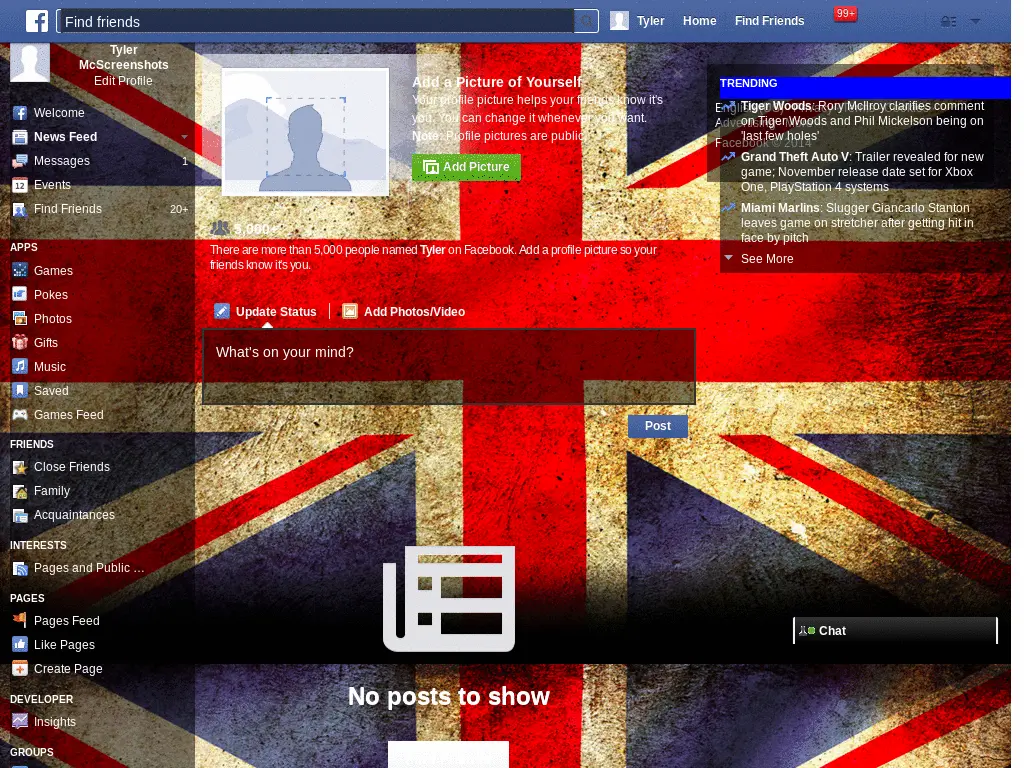 Find friends
Tyler
Home
Find Friends
99+
Tyler
McScreenshots
Edit Profile
Welcome
News Feed
Messages 1
Events
Find Friends 20+
APPS
Games
Pokes
Photos
Gifts
Music
Saved
Games Feed
FRIENDS
Close Friends
Family
Acquaintances
INTERESTS
Pages and Public ...
PAGES
Pages Feed
Like Pages
Create Page
DEVELOPER
Insights
GROUPS
Add a Picture of Yourself
Your profile picture helps your friends know it's
you. You can change it whenever you want.
Note: Profile pictures are public.
Add Picture
5,000+
There are more than 5,000 people named Tyler on Facebook. Add a profile picture so your
friends know it's you.
Update Status
Add Photos/Video
What's on your mind?
Post
No posts to show
TRENDING
Tiger Woods: Rory McIlroy clarifies comment
on Tiger Woods and Phil Mickelson being on
'last few holes'
Grand Theft Auto V: Trailer revealed for new
game; November release date set for Xbox
One, PlayStation 4 systems
Miami Marlins: Slugger Giancarlo Stanton
leaves game on stretcher after getting hit in
face by pitch
See More
Facebook © 2014
Chat